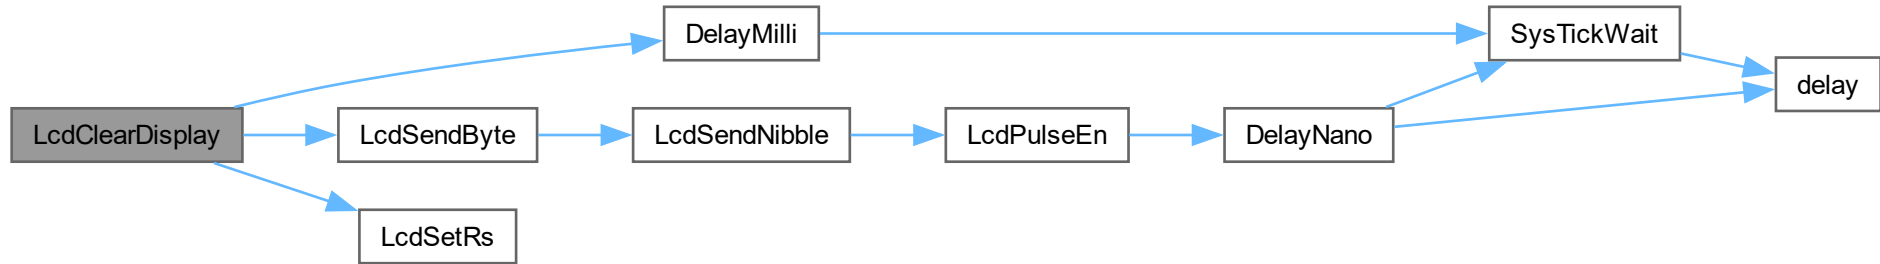 DelayMilli
SysTickWait
delay
LcdClearDisplay
LcdSendByte
LcdSendNibble
LcdPulseEn
DelayNano
LcdSetRs